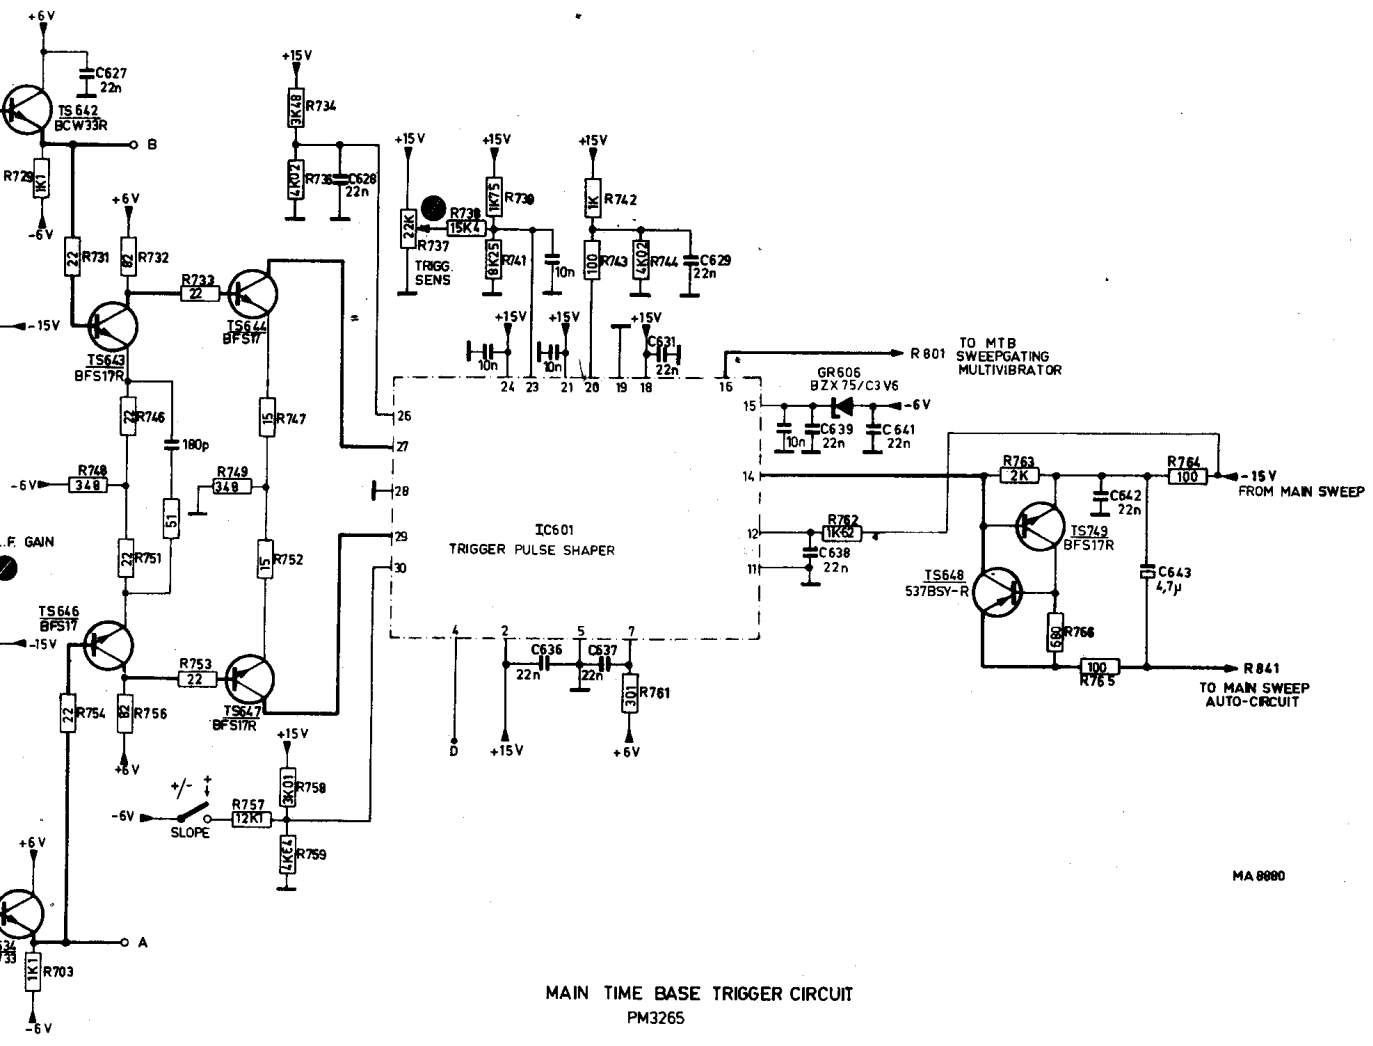 +6V
C627
22n
TS642
BCW33R
B
R729
1K1
-6V
+15V
3K48
R734
4K02
R736
C628
22n
+6V
22
R731
82
R732
R733
22
-15V
TS643
BFS17R
TS644
BFS17
+15V
22K
R737
TRIGG.
SENS
R738
15K4
+15V
1K75
R739
8K25
R741
10n
+15V
1K
R742
100
R743
4K02
R744
C629
22n
+15V
10n
+15V
10n
+15V
C631
22n
24
23
21
20
19
18
16
R801
TO MTB
SWEEPGATING
MULTIVIBRATOR
GR606
BZX75/C3V6
15
-6V
10n
C639
22n
C641
22n
26
27
28
29
30
IC601
TRIGGER PULSE SHAPER
14
12
11
4
2
5
7
22
R746
180p
15
R747
R748
348
-6V
R749
348
51
22
R751
15
R752
.F. GAIN
R762
1K62
C638
22n
R763
2K
R764
100
-15V
FROM MAIN SWEEP
C642
22n
TS749
BFS17R
TS648
537BSY-R
C643
4,7µ
680
R766
100
R765
R841
TO MAIN SWEEP
AUTO-CIRCUIT
TS646
BFS17
-15V
R753
22
TS647
BFS17R
22
R754
82
R756
+6V
C636
22n
C637
22n
301
R761
D
+15V
+6V
+15V
3K01
R758
+/-
+
-6V
SLOPE
R757
12K1
4K64
R759
+6V
634
733
A
1K1
R703
-6V
MA8880
MAIN TIME BASE TRIGGER CIRCUIT
PM3265